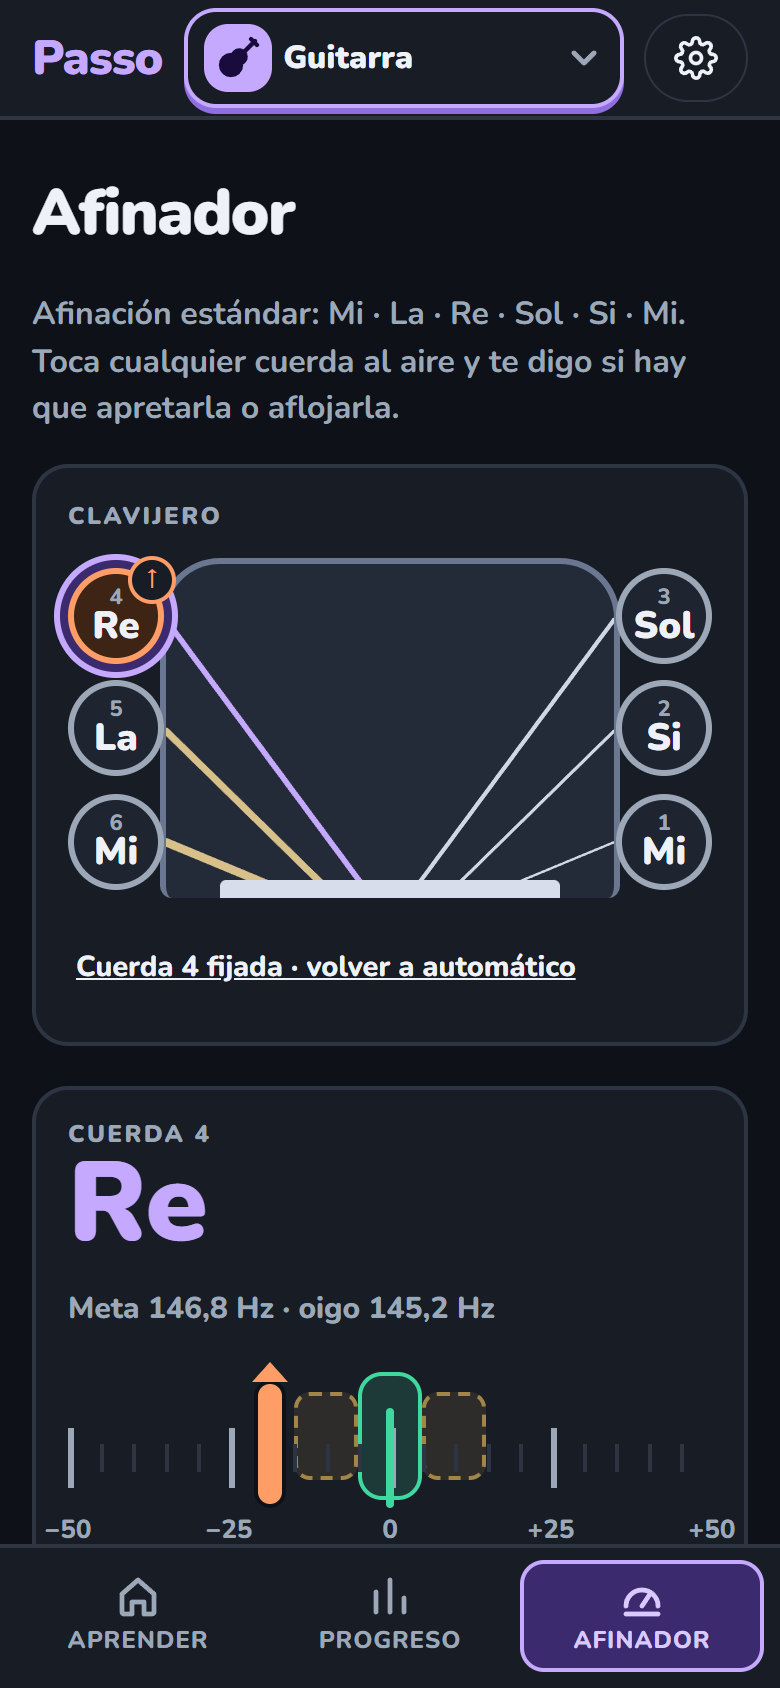 Passo
Guitarra
Afinador
Afinación estándar: Mi · La · Re · Sol · Si · Mi.
Toca cualquier cuerda al aire y te digo si hay
que apretarla o aflojarla.
CLAVIJERO
↑
4
Re
3
Sol
5
La
2
Si
6
Mi
1
Mi
Cuerda 4 fijada · volver a automático
CUERDA 4
Re
Meta 146,8 Hz · oigo 145,2 Hz
−50 −25 0 +25 +50
APRENDER PROGRESO AFINADOR